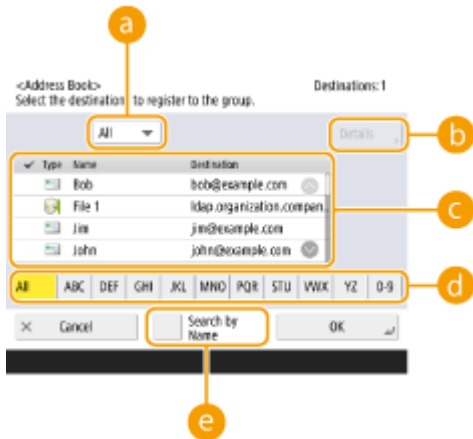 a
<Address Book>
Destinations: 1
Select the destination to register to the group.
All
Details
b
Type Name Destination
Bob bob@example.com
File 1 ldap.organization.compan..
Jim jim@example.com
John john@example.com
c
All ABC DEF GHI JKL MNO PQR STU VWX YZ 0-9
d
Cancel
Search by
Name
OK
e